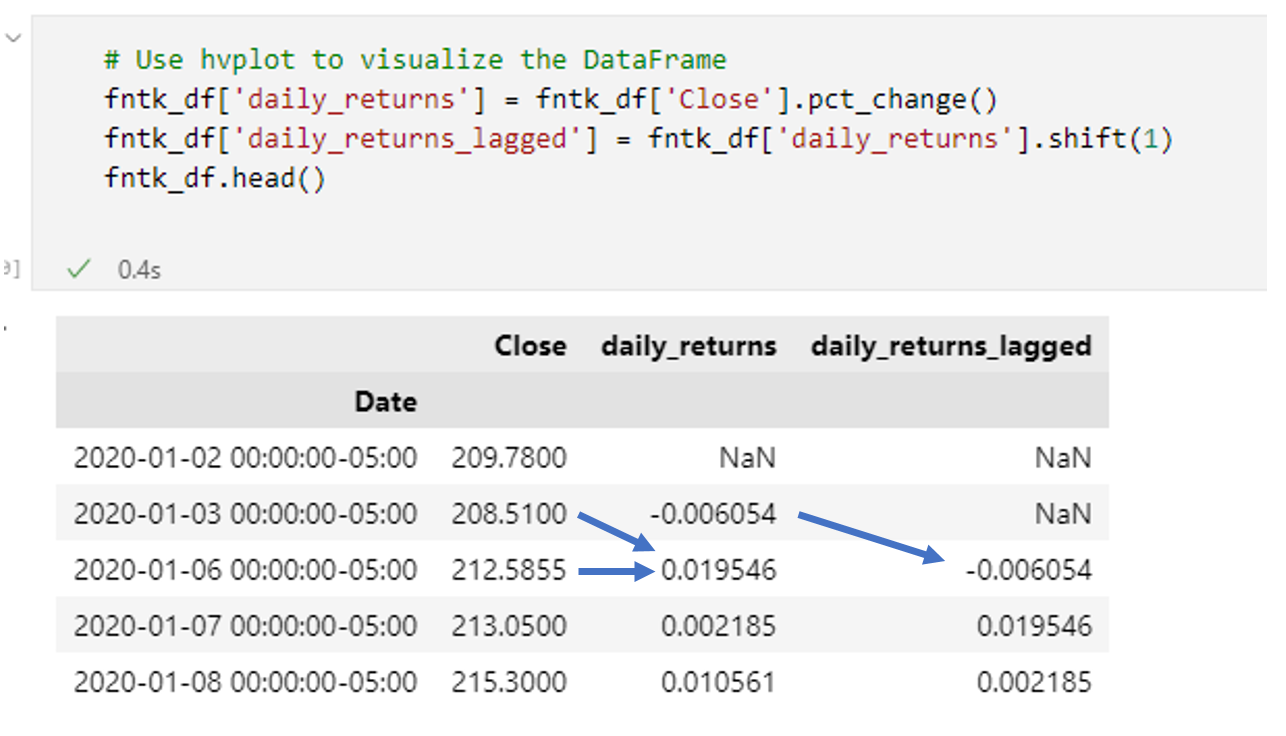 # Use hvplot to visualize the DataFrame
fntk_df['daily_returns'] = fntk_df['Close'].pct_change()
fntk_df['daily_returns_lagged'] = fntk_df['daily_returns'].shift(1)
fntk_df.head()
✓ 0.4s
Close daily_returns daily_returns_lagged
Date
2020-01-02 00:00:00-05:00 209.7800 NaN NaN
2020-01-03 00:00:00-05:00 208.5100 -0.006054 NaN
2020-01-06 00:00:00-05:00 212.5855 0.019546 -0.006054
2020-01-07 00:00:00-05:00 213.0500 0.002185 0.019546
2020-01-08 00:00:00-05:00 215.3000 0.010561 0.002185